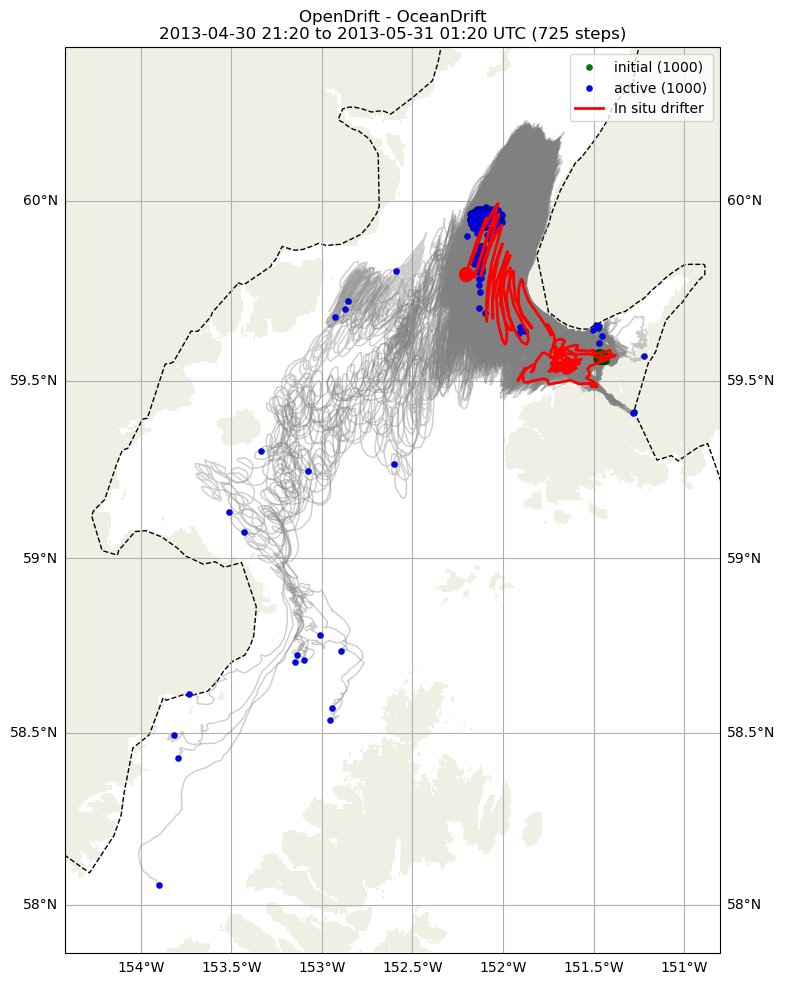 OpenDrift - OceanDrift
2013-04-30 21:20 to 2013-05-31 01:20 UTC (725 steps)
initial (1000)
active (1000)
In situ drifter
60°N
60°N
59.5°N
59.5°N
59°N
59°N
58.5°N
58.5°N
58°N
58°N
154°W
153.5°W
153°W
152.5°W
152°W
151.5°W
151°W